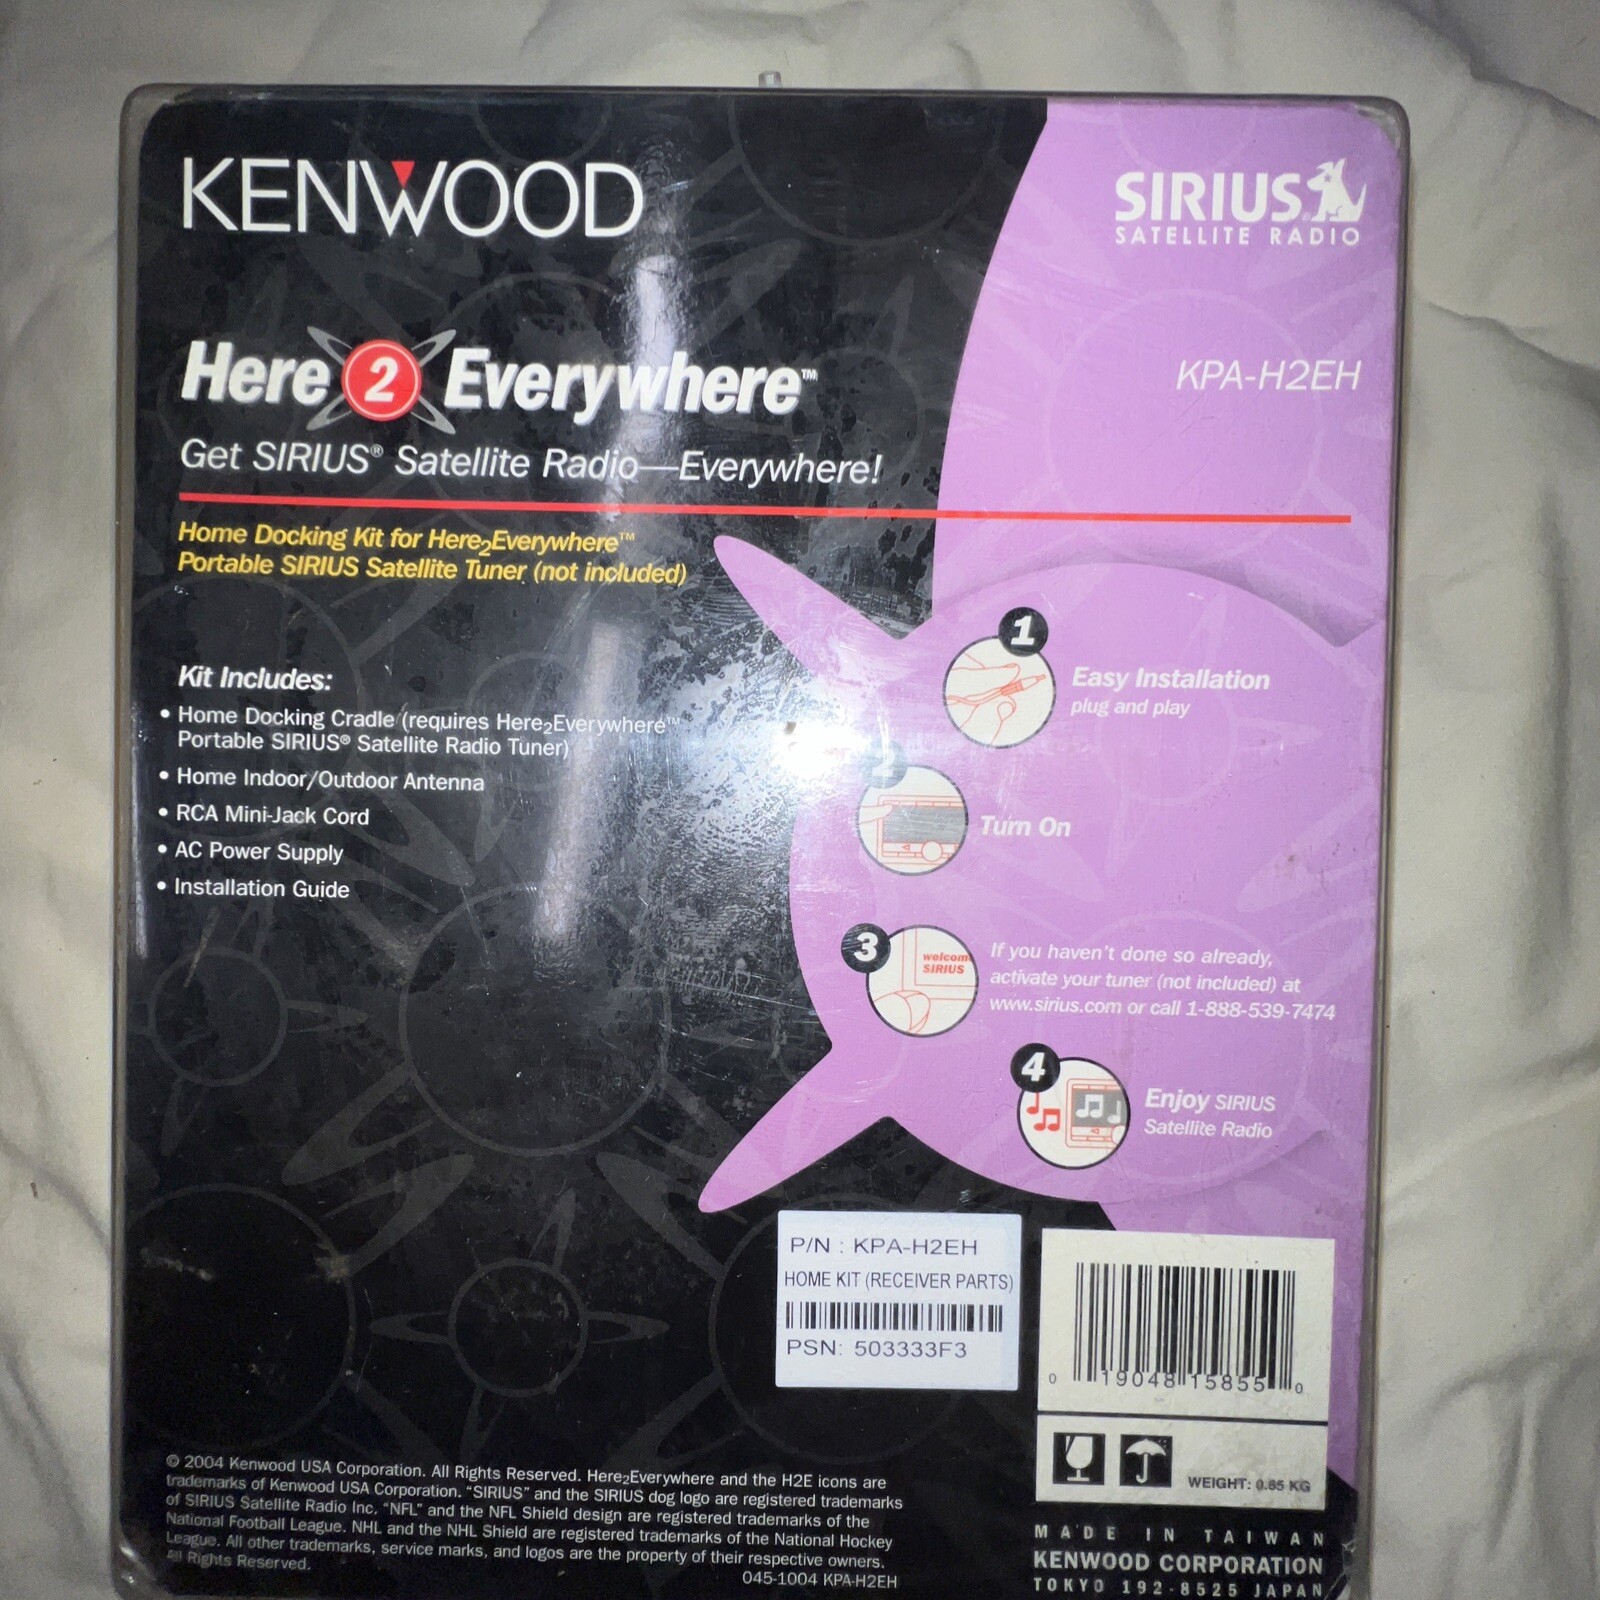 KENWOOD
SIRIUS
SATELLITE RADIO
Here 2 Everywhere™
KPA-H2EH
Get SIRIUS® Satellite Radio—Everywhere!
Home Docking Kit for Here2Everywhere™
Portable SIRIUS Satellite Tuner (not included)
Kit Includes:
• Home Docking Cradle (requires Here2Everywhere™
Portable SIRIUS® Satellite Radio Tuner)
• Home Indoor/Outdoor Antenna
• RCA Mini-Jack Cord
• AC Power Supply
• Installation Guide
1
Easy Installation
plug and play
2
Turn On
3
welcom
SIRIUS
If you haven't done so already,
activate your tuner (not included) at
www.sirius.com or call 1-888-539-7474
4
Enjoy SIRIUS
Satellite Radio
P/N : KPA-H2EH
HOME KIT (RECEIVER PARTS)
PSN: 503333F3
0 19048 15855 0
WEIGHT: 0.65 KG
© 2004 Kenwood USA Corporation. All Rights Reserved. Here2Everywhere and the H2E icons are
trademarks of Kenwood USA Corporation. "SIRIUS" and the SIRIUS dog logo are registered trademarks
of SIRIUS Satellite Radio Inc. "NFL" and the NFL Shield design are registered trademarks of the
National Football League. NHL and the NHL Shield are registered trademarks of the National Hockey
League. All other trademarks, service marks, and logos are the property of their respective owners.
All Rights Reserved.
045-1004 KPA-H2EH
MADE IN TAIWAN
KENWOOD CORPORATION
TOKYO 192-8525 JAPAN